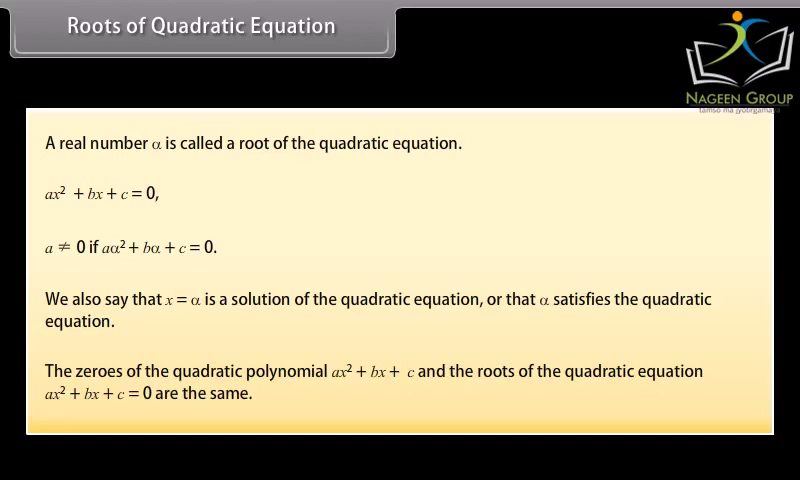 Roots of Quadratic Equation
NAGEEN GROUP
tamso ma jyotirgamaya
A real number α is called a root of the quadratic equation.
ax² + bx + c = 0,
a ≠ 0 if aα² + bα + c = 0.
We also say that x = α is a solution of the quadratic equation, or that α satisfies the quadratic
equation.
The zeroes of the quadratic polynomial ax² + bx + c and the roots of the quadratic equation
ax² + bx + c = 0 are the same.